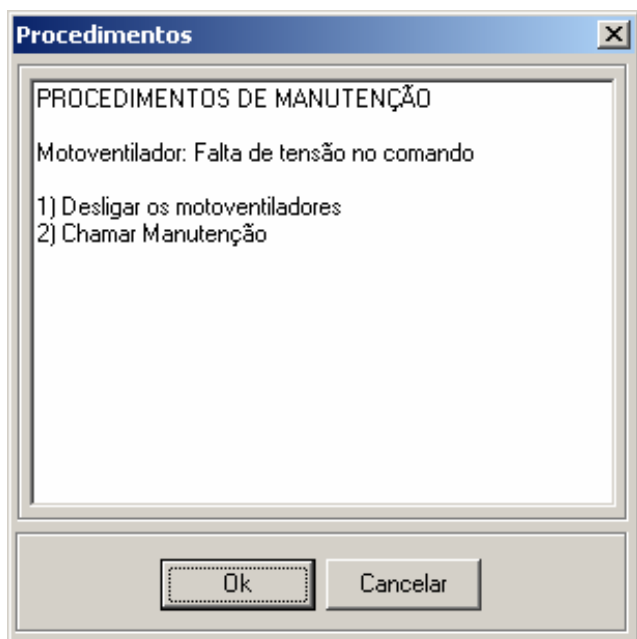 Procedimentos
PROCEDIMENTOS DE MANUTENÇÃO
Motoventilador: Falta de tensão no comando
1) Desligar os motoventiladores
2) Chamar Manutenção
Ok
Cancelar